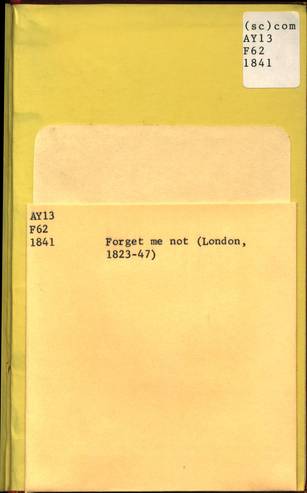 (sc)com
AY13
F62
1841
AY13
F62
1841 Forget me not (London,
1823-47)